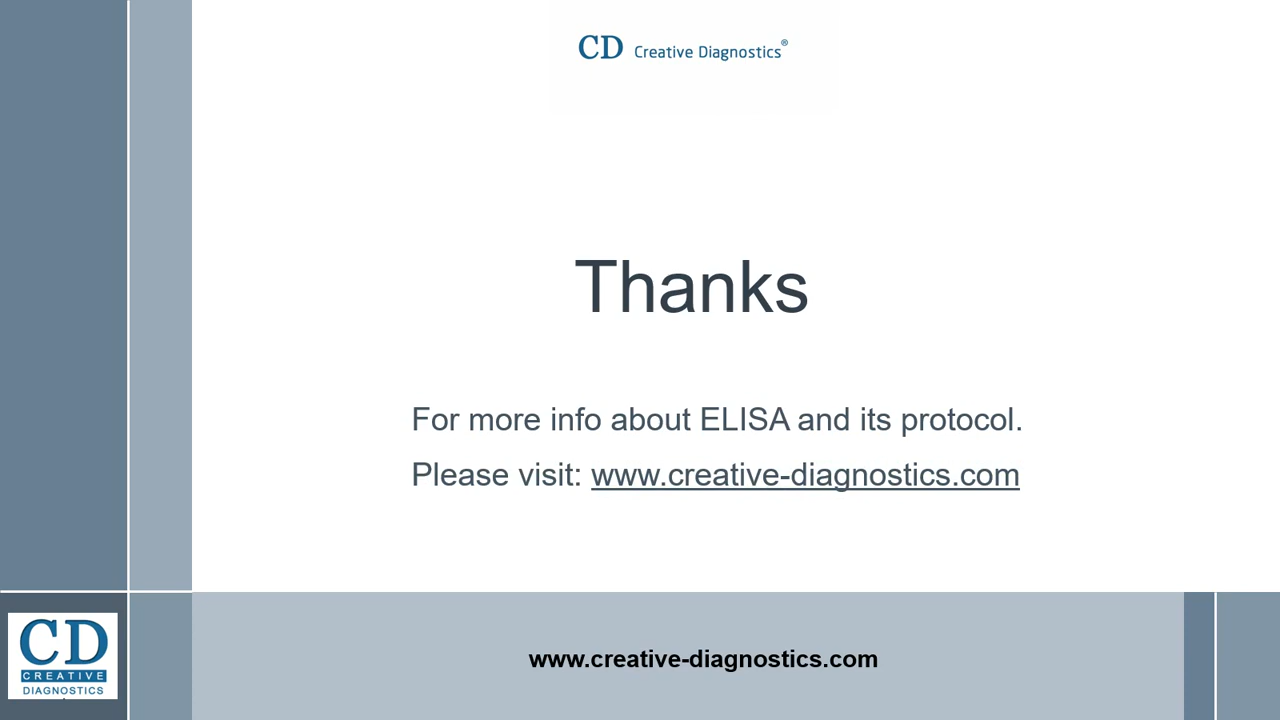 CD Creative Diagnostics®
Thanks
For more info about ELISA and its protocol.
Please visit: www.creative-diagnostics.com
CD
CREATIVE
DIAGNOSTICS
www.creative-diagnostics.com